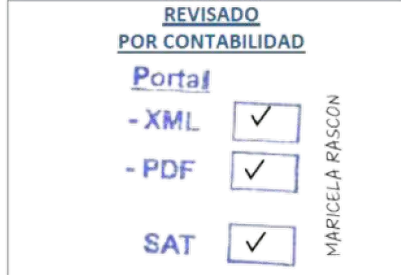 REVISADO
POR CONTABILIDAD
Portal
- XML ✓
- PDF ✓
SAT ✓
MARICELA RASCON